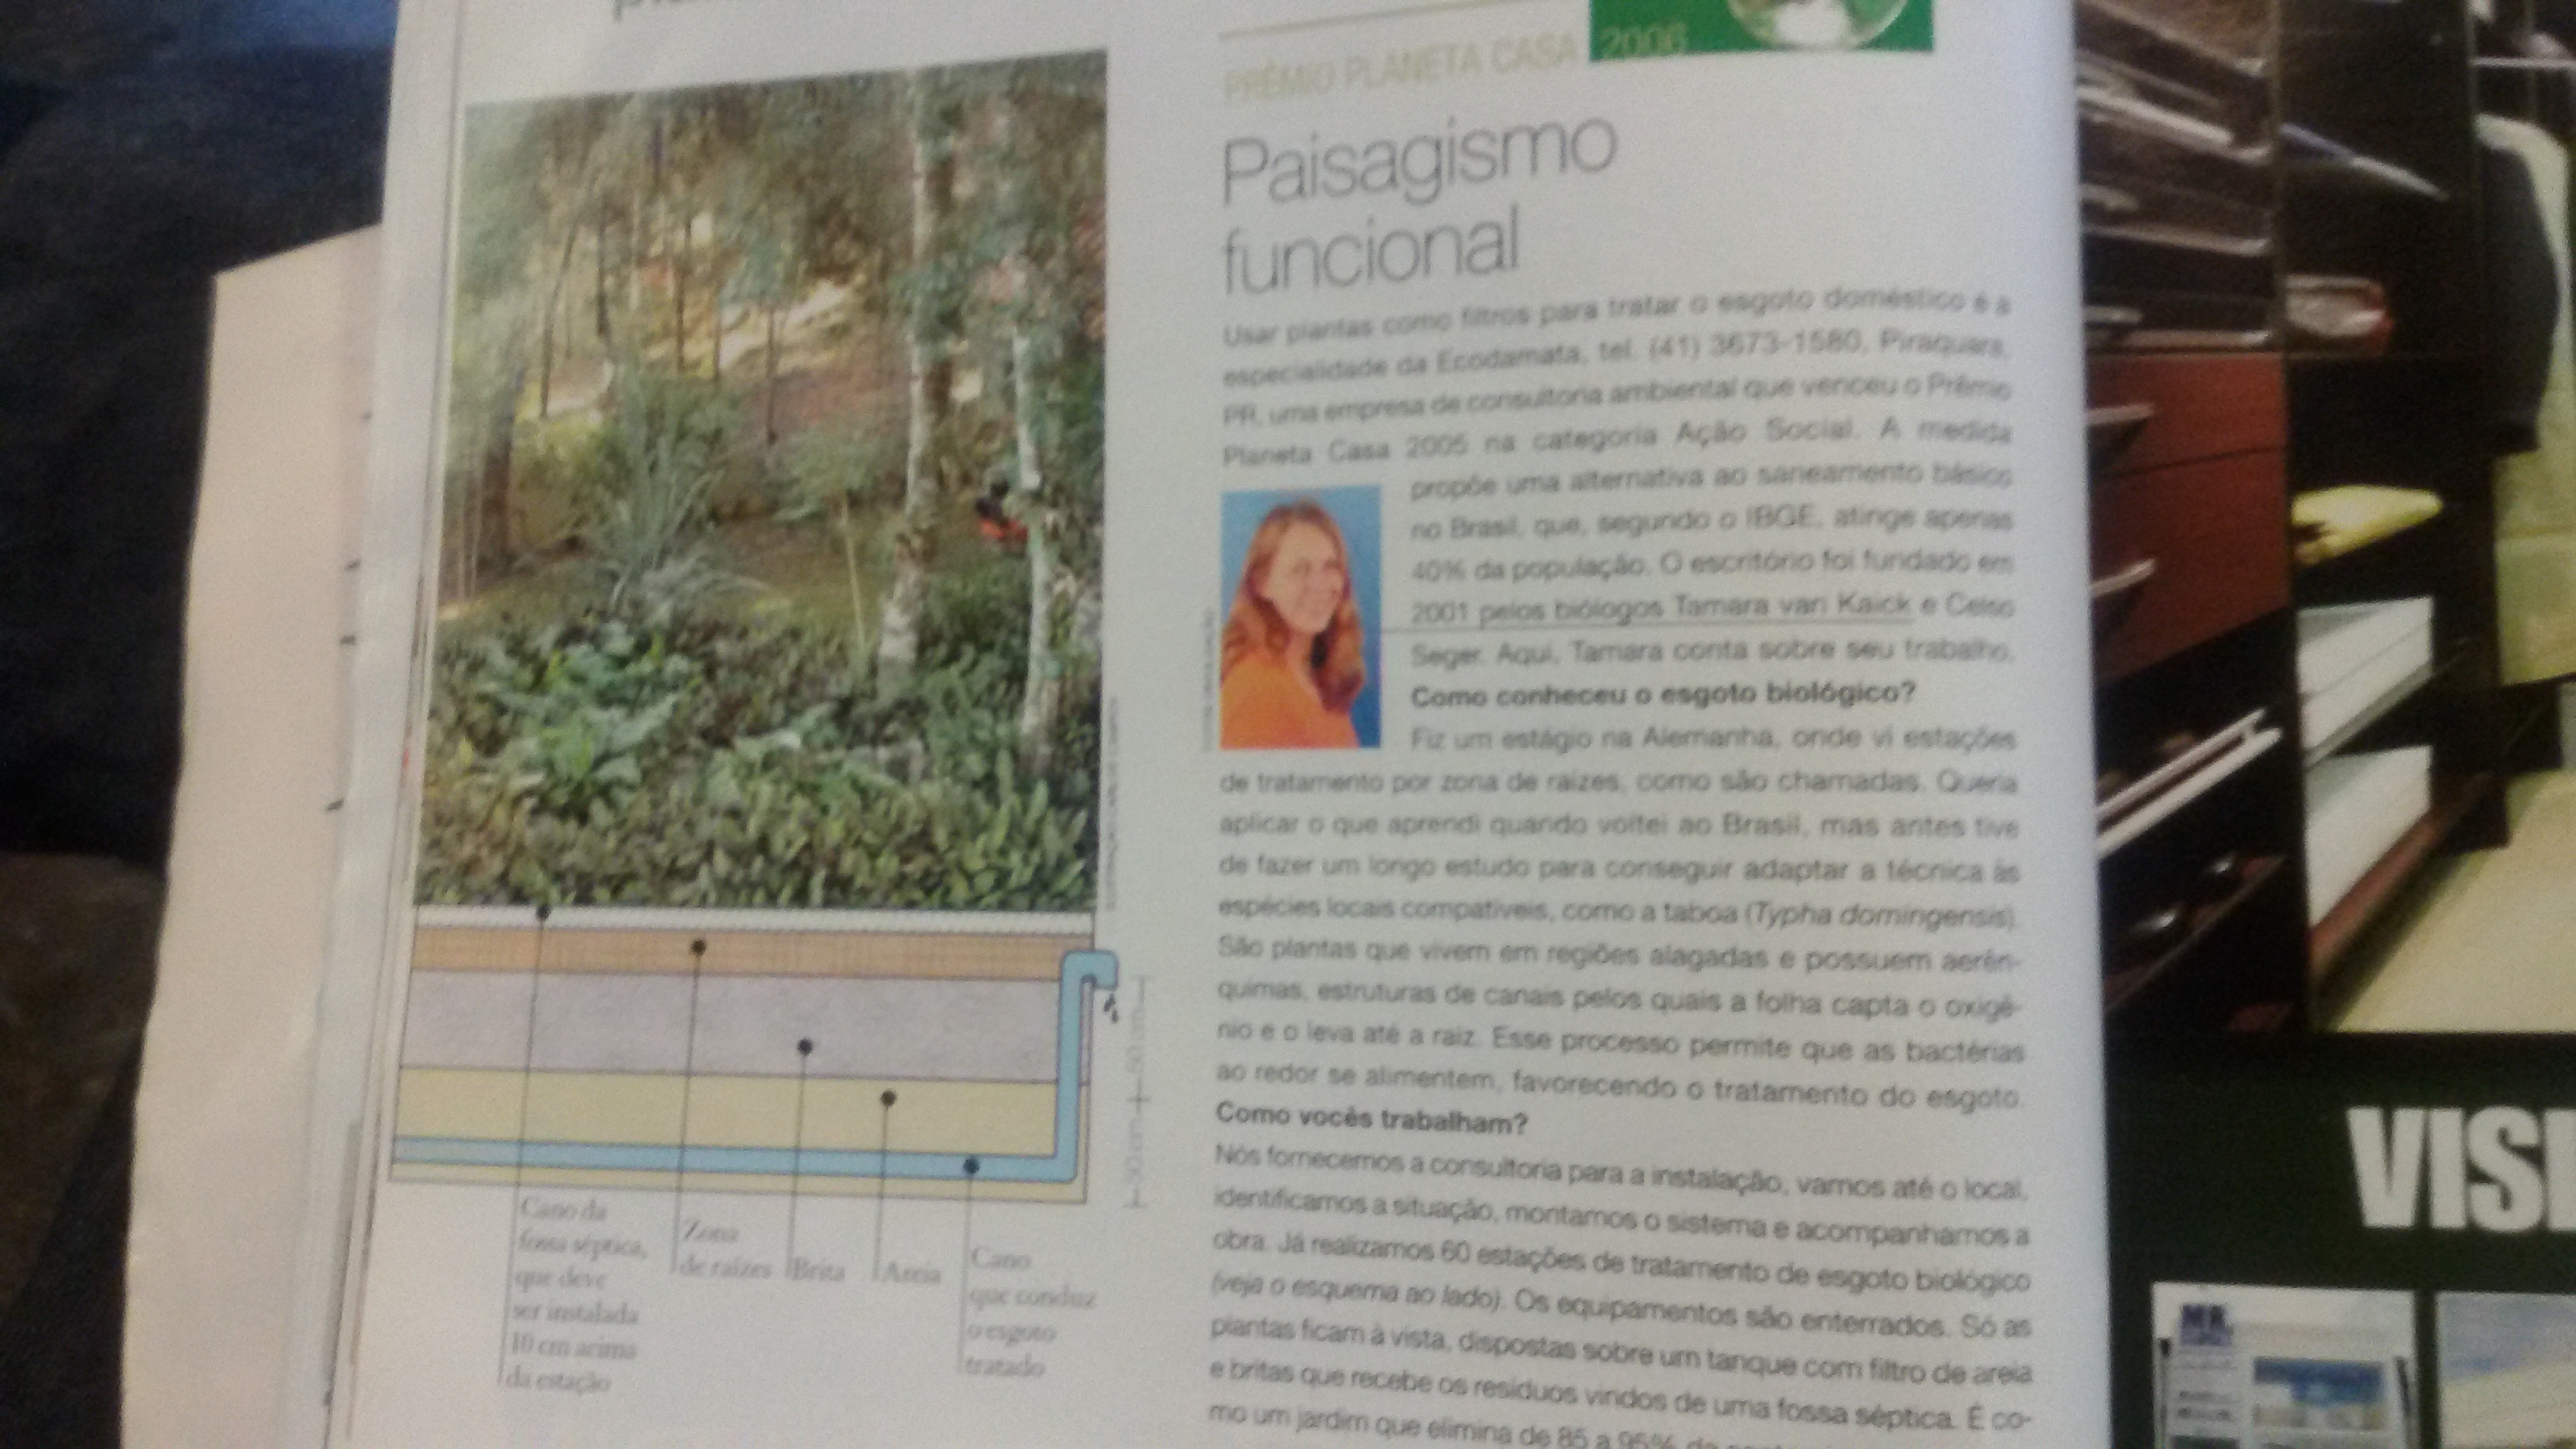 PRÊMIO PLANETA CASA 2006
Paisagismo
funcional
Usar plantas como filtros para tratar o esgoto doméstico é a
especialidade da Ecodamata, tel. (41) 3673-1580, Piraquara,
PR, uma empresa de consultoria ambiental que venceu o Prêmio
Planeta Casa 2005 na categoria Ação Social. A medida
propõe uma alternativa ao saneamento básico
no Brasil, que, segundo o IBGE, atinge apenas
40% da população. O escritório foi fundado em
2001 pelos biólogos Tamara van Kaick e Celso
Seger. Aqui, Tamara conta sobre seu trabalho.
Como conheceu o esgoto biológico?
Fiz um estágio na Alemanha, onde vi estações
de tratamento por zona de raízes, como são chamadas. Queria
aplicar o que aprendi quando voltei ao Brasil, mas antes tive
de fazer um longo estudo para conseguir adaptar a técnica às
espécies locais compatíveis, como a taboa (Typha domingensis).
São plantas que vivem em regiões alagadas e possuem aerên-
quimas, estruturas de canais pelos quais a folha capta o oxigê-
nio e o leva até a raiz. Esse processo permite que as bactérias
ao redor se alimentem, favorecendo o tratamento do esgoto.
Como vocês trabalham?
Nós fornecemos a consultoria para a instalação, vamos até o local,
identificamos a situação, montamos o sistema e acompanhamos a
obra. Já realizamos 60 estações de tratamento de esgoto biológico
(veja o esquema ao lado). Os equipamentos são enterrados. Só as
plantas ficam à vista, dispostas sobre um tanque com filtro de areia
e britas que recebe os resíduos vindos de uma fossa séptica. É co-
mo um jardim que elimina de 85 a 95% da
Cano da
fossa séptica,
que deve
ser instalada
10 cm acima
da estação
Zona
de raízes
Brita
Areia
Cano
que conduz
o esgoto
tratado
VISI